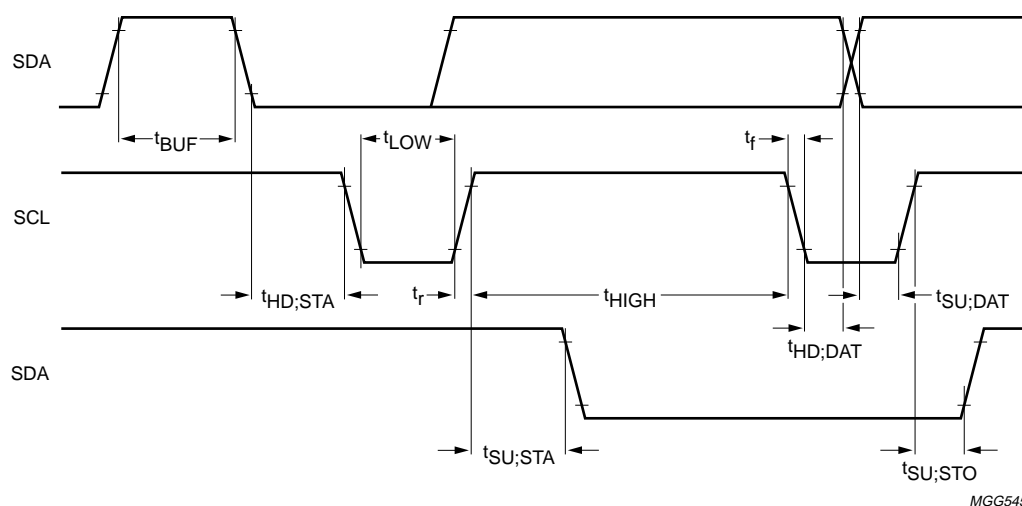 SDA
tBUF
tLOW
tf
SCL
tHD;STA
tr
tHIGH
tSU;DAT
tHD;DAT
SDA
tSU;STA
tSU;STO